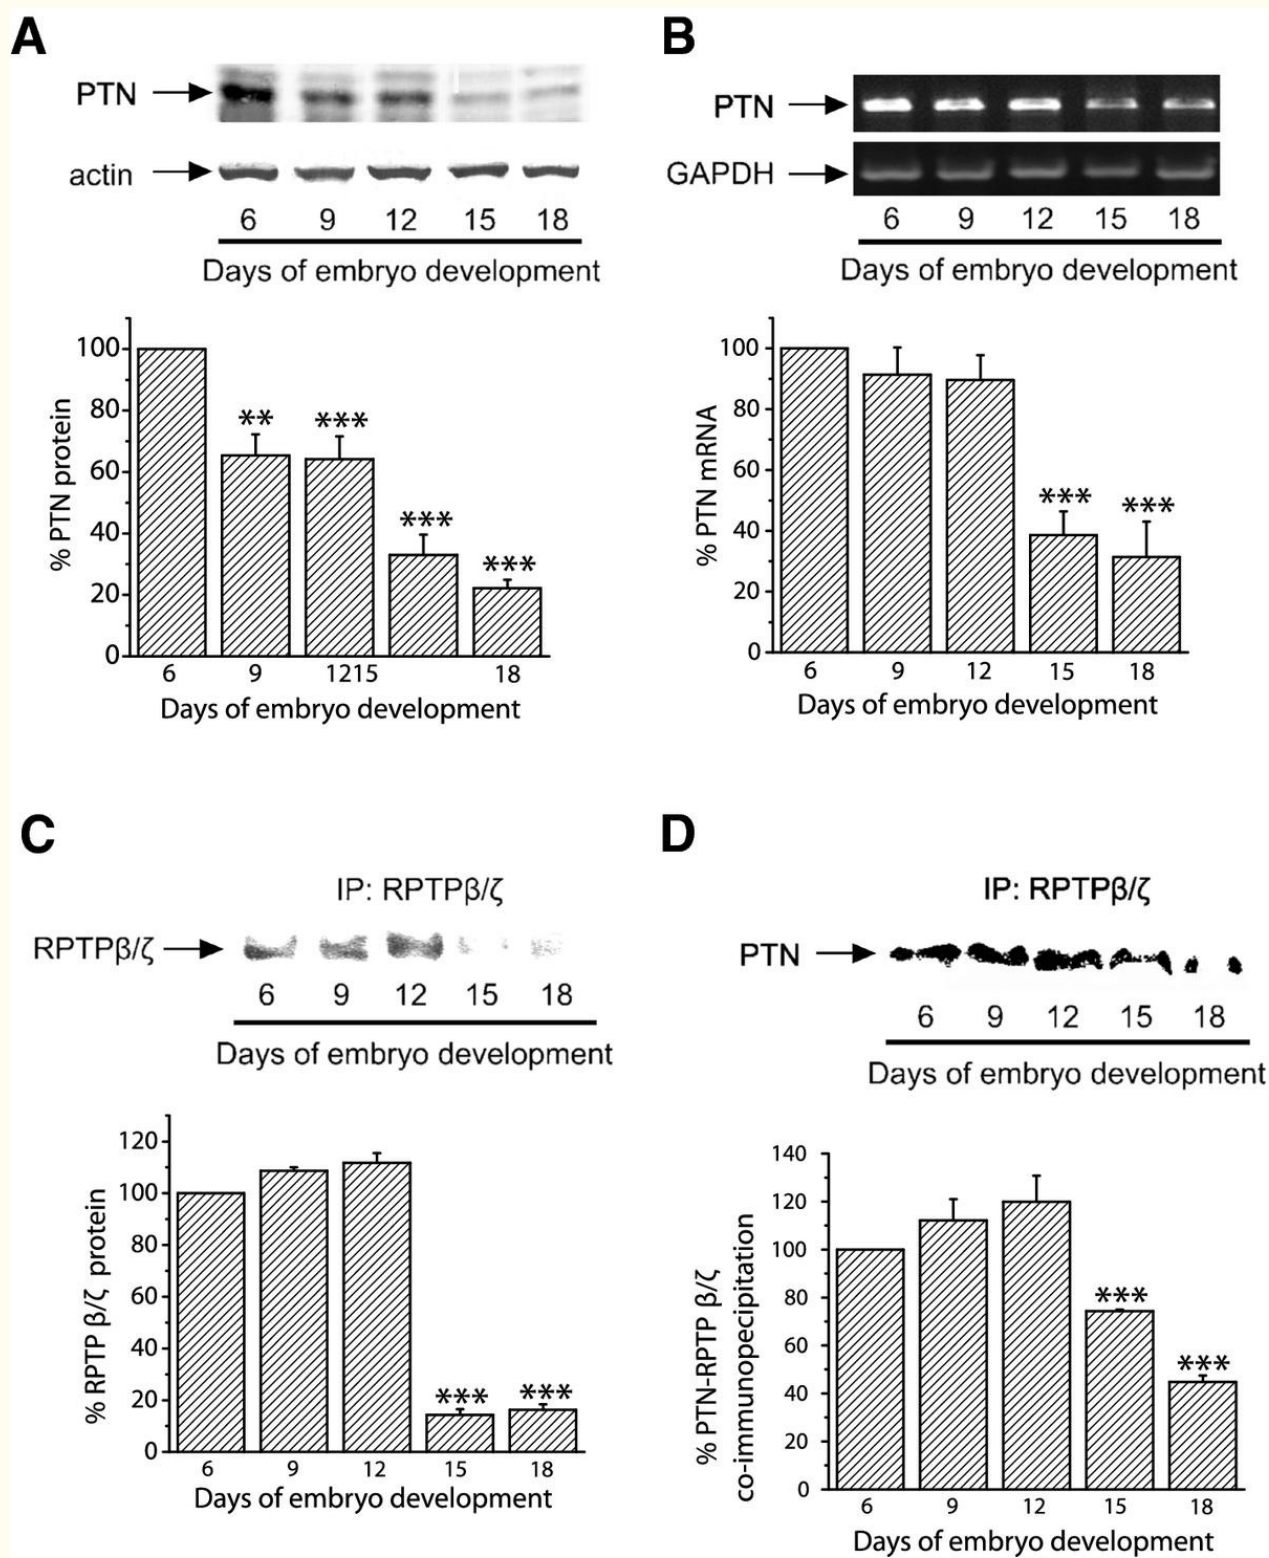 A
PTN
actin
6 9 12 15 18
Days of embryo development
100
80
60
40
20
0
% PTN protein
** *** *** ***
6 9 1215 18
Days of embryo development
B
PTN
GAPDH
6 9 12 15 18
Days of embryo development
100
80
60
40
20
0
% PTN mRNA
*** ***
6 9 12 15 18
Days of embryo development
C
IP: RPTPβ/ζ
RPTPβ/ζ
6 9 12 15 18
Days of embryo development
120
100
80
60
40
20
0
% RPTP β/ζ protein
*** ***
6 9 12 15 18
Days of embryo development
D
IP: RPTPβ/ζ
PTN
6 9 12 15 18
Days of embryo development
140
120
100
80
60
40
20
0
% PTN-RPTP β/ζ
co-immunopecipitation
*** ***
6 9 12 15 18
Days of embryo development